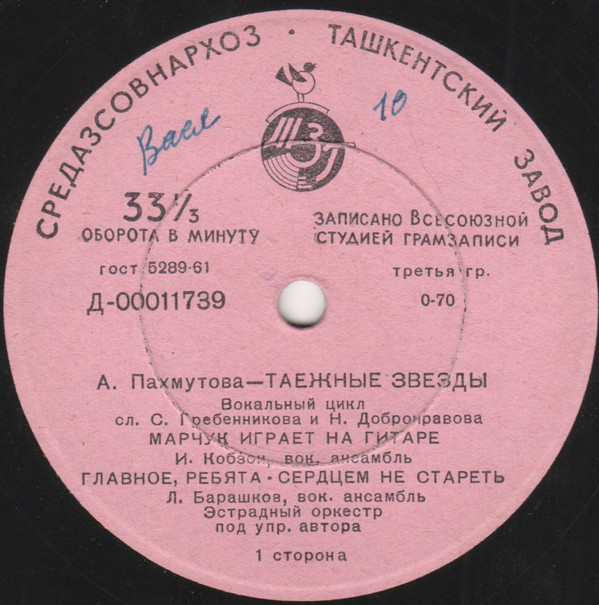 СРЕДАЗСОВНАРХОЗ · ТАШКЕНТСКИЙ ЗАВОД
10
ТЗГ
33⅓
ОБОРОТА В МИНУТУ
ЗАПИСАНО ВСЕСОЮЗНОЙ
СТУДИЕЙ ГРАМЗАПИСИ
гост 5289-61
третья гр.
Д-00011739
0-70
А. Пахмутова—ТАЕЖНЫЕ ЗВЕЗДЫ
Вокальный цикл
сл. С. Гребенникова и Н. Добронравова
МАРЧУК ИГРАЕТ НА ГИТАРЕ
И. Кобзон, вок. ансамбль
ГЛАВНОЕ, РЕБЯТА · СЕРДЦЕМ НЕ СТАРЕТЬ
Л. Барашков, вок. ансамбль
Эстрадный оркестр
под упр. автора
1 сторона